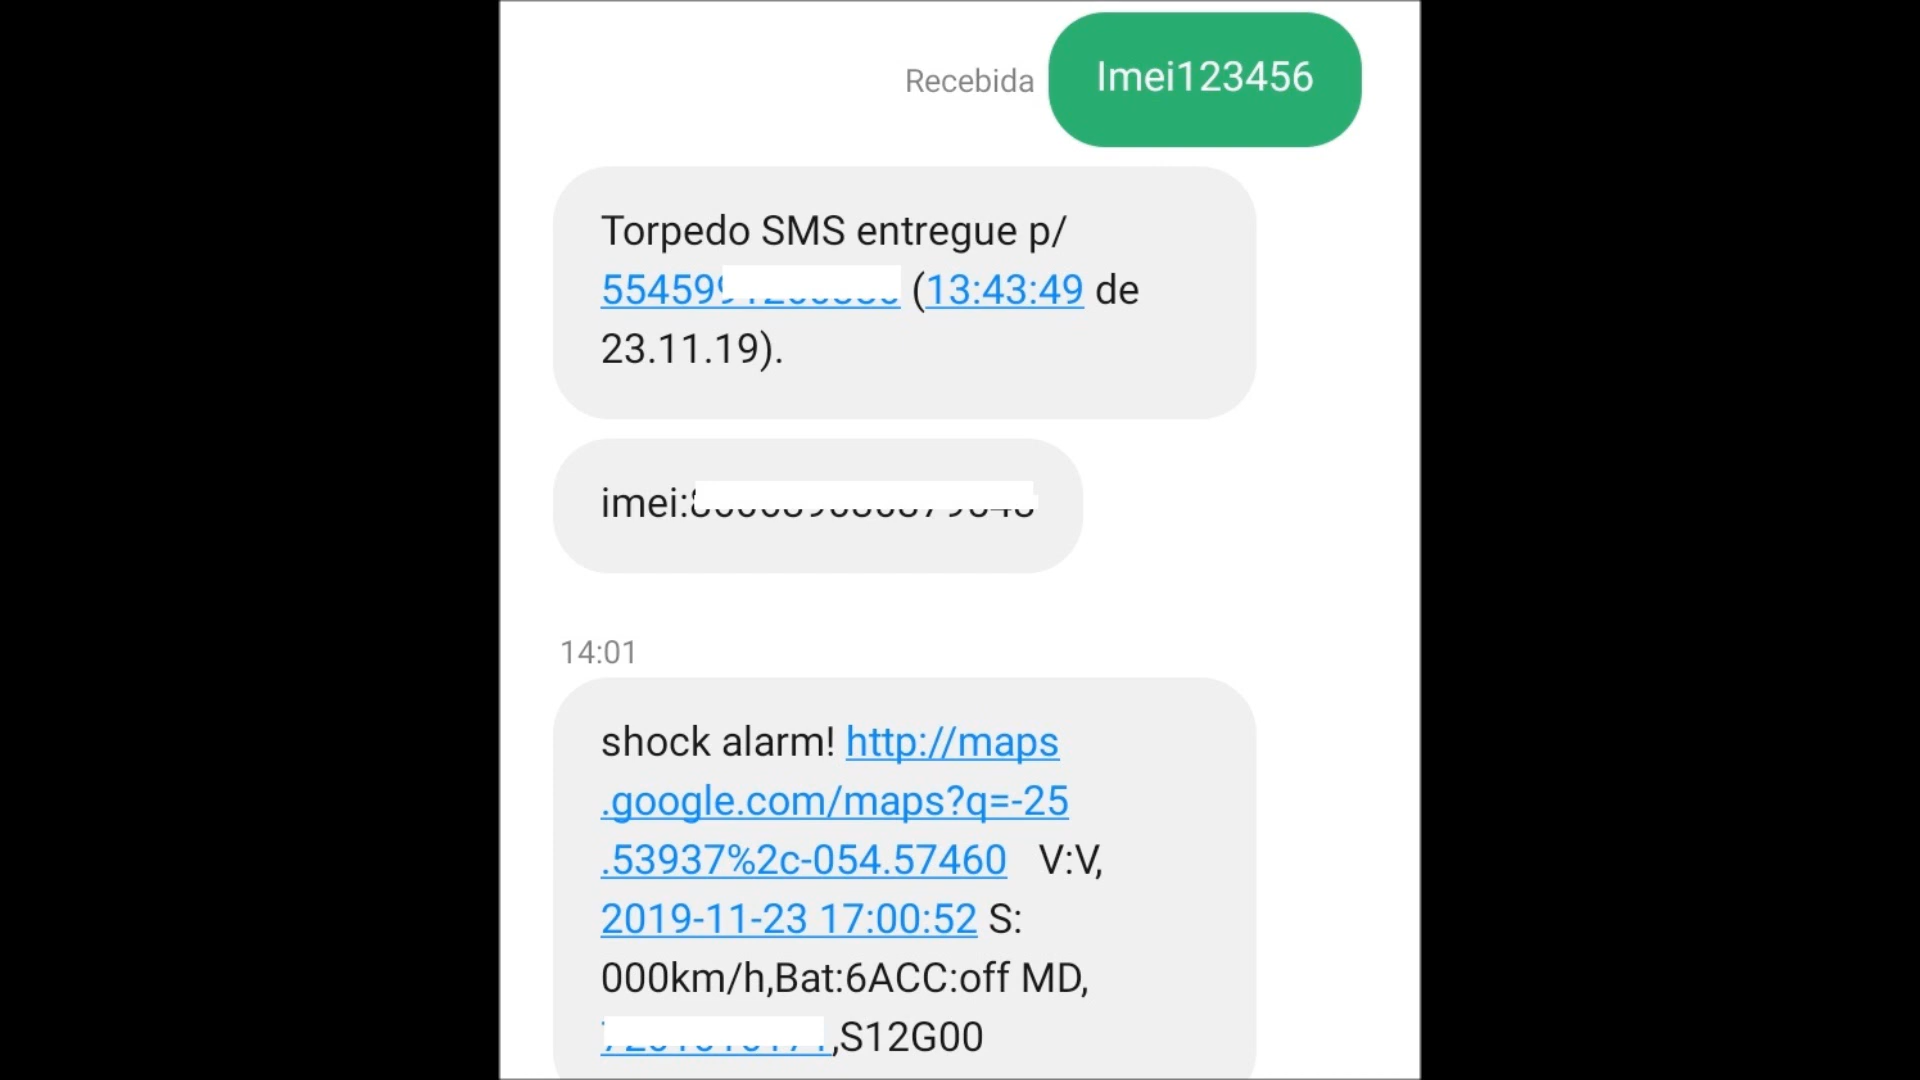 Recebida Imei123456
Torpedo SMS entregue p/
(13:43:49 de
23.11.19).
imei:
14:01
shock alarm! http://maps
.google.com/maps?q=-25
.53937%2c-054.57460 V:V,
2019-11-23 17:00:52 S:
000km/h,Bat:6ACC:off MD,
,S12G00